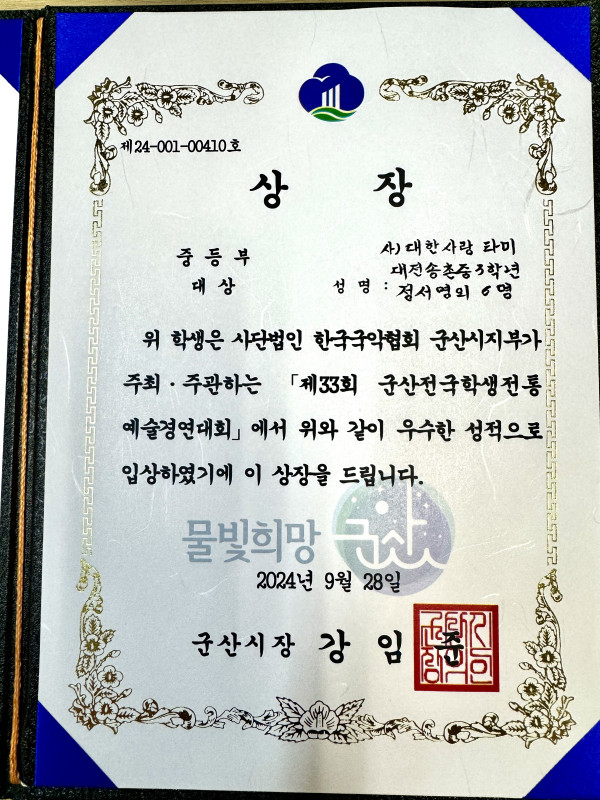 제24-001-00410호
상 장
중등부
대상
사) 대한사랑 타미
대전송촌중 3학년
성명 : 정서영외 6명
위 학생은 사단법인 한국국악협회 군산시지부가
주최·주관하는 「제33회 군산전국학생전통
예술경연대회」에서 위와 같이 우수한 성적으로
입상하였기에 이 상장을 드립니다.
물빛희망 군산
2024년 9월 28일
군산시장 강임준